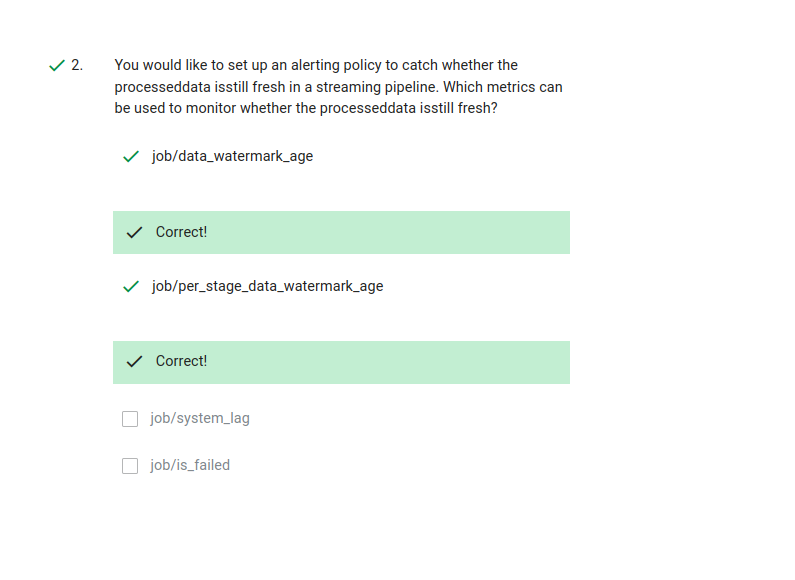 2. You would like to set up an alerting policy to catch whether the
processeddata isstill fresh in a streaming pipeline. Which metrics can
be used to monitor whether the processeddata isstill fresh?
job/data_watermark_age
Correct!
job/per_stage_data_watermark_age
Correct!
job/system_lag
job/is_failed